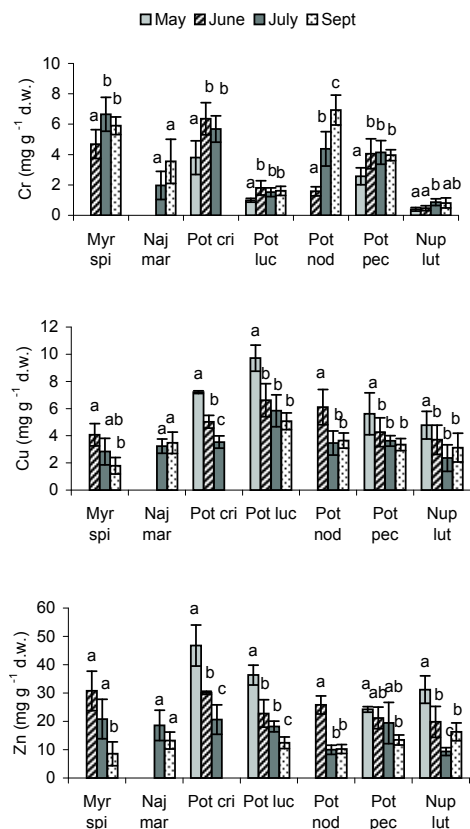 May June July Sept
Cr (mg g -1 d.w.)
10
8
6
4
2
0
a b b
a a
a b b
a b b b
a b c
a b b b
a a b ab
Myr spi
Naj mar
Pot cri
Pot luc
Pot nod
Pot pec
Nup lut
Cu (mg g -1 d.w.)
12
10
8
6
4
2
0
a ab b
a a
a b c
a b b b
a b b
a b b b
a b b b
Myr spi
Naj mar
Pot cri
Pot luc
Pot nod
Pot pec
Nup lut
Zn (mg g -1 d.w.)
60
50
40
30
20
10
0
a a b
a a
a b c
a b b c
a b b
a ab ab b
a b c b
Myr spi
Naj mar
Pot cri
Pot luc
Pot nod
Pot pec
Nup lut